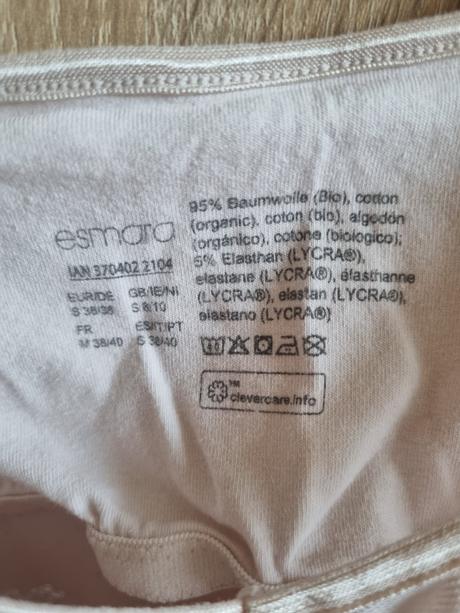 esmara
IAN 370402 2104
EUR/DE GB/IE/NI
S 36/38 S 8/10
FR ES/IT/PT
M 38/40 S 38/40
95% Baumwolle (Bio), cotton
(organic), coton (bio), algodón
(orgánico), cotone (biologico);
5% Elasthan (LYCRA®),
elastane (LYCRA®), élasthanne
(LYCRA®), elastan (LYCRA®),
elastano (LYCRA®)
TM
clevercare.info